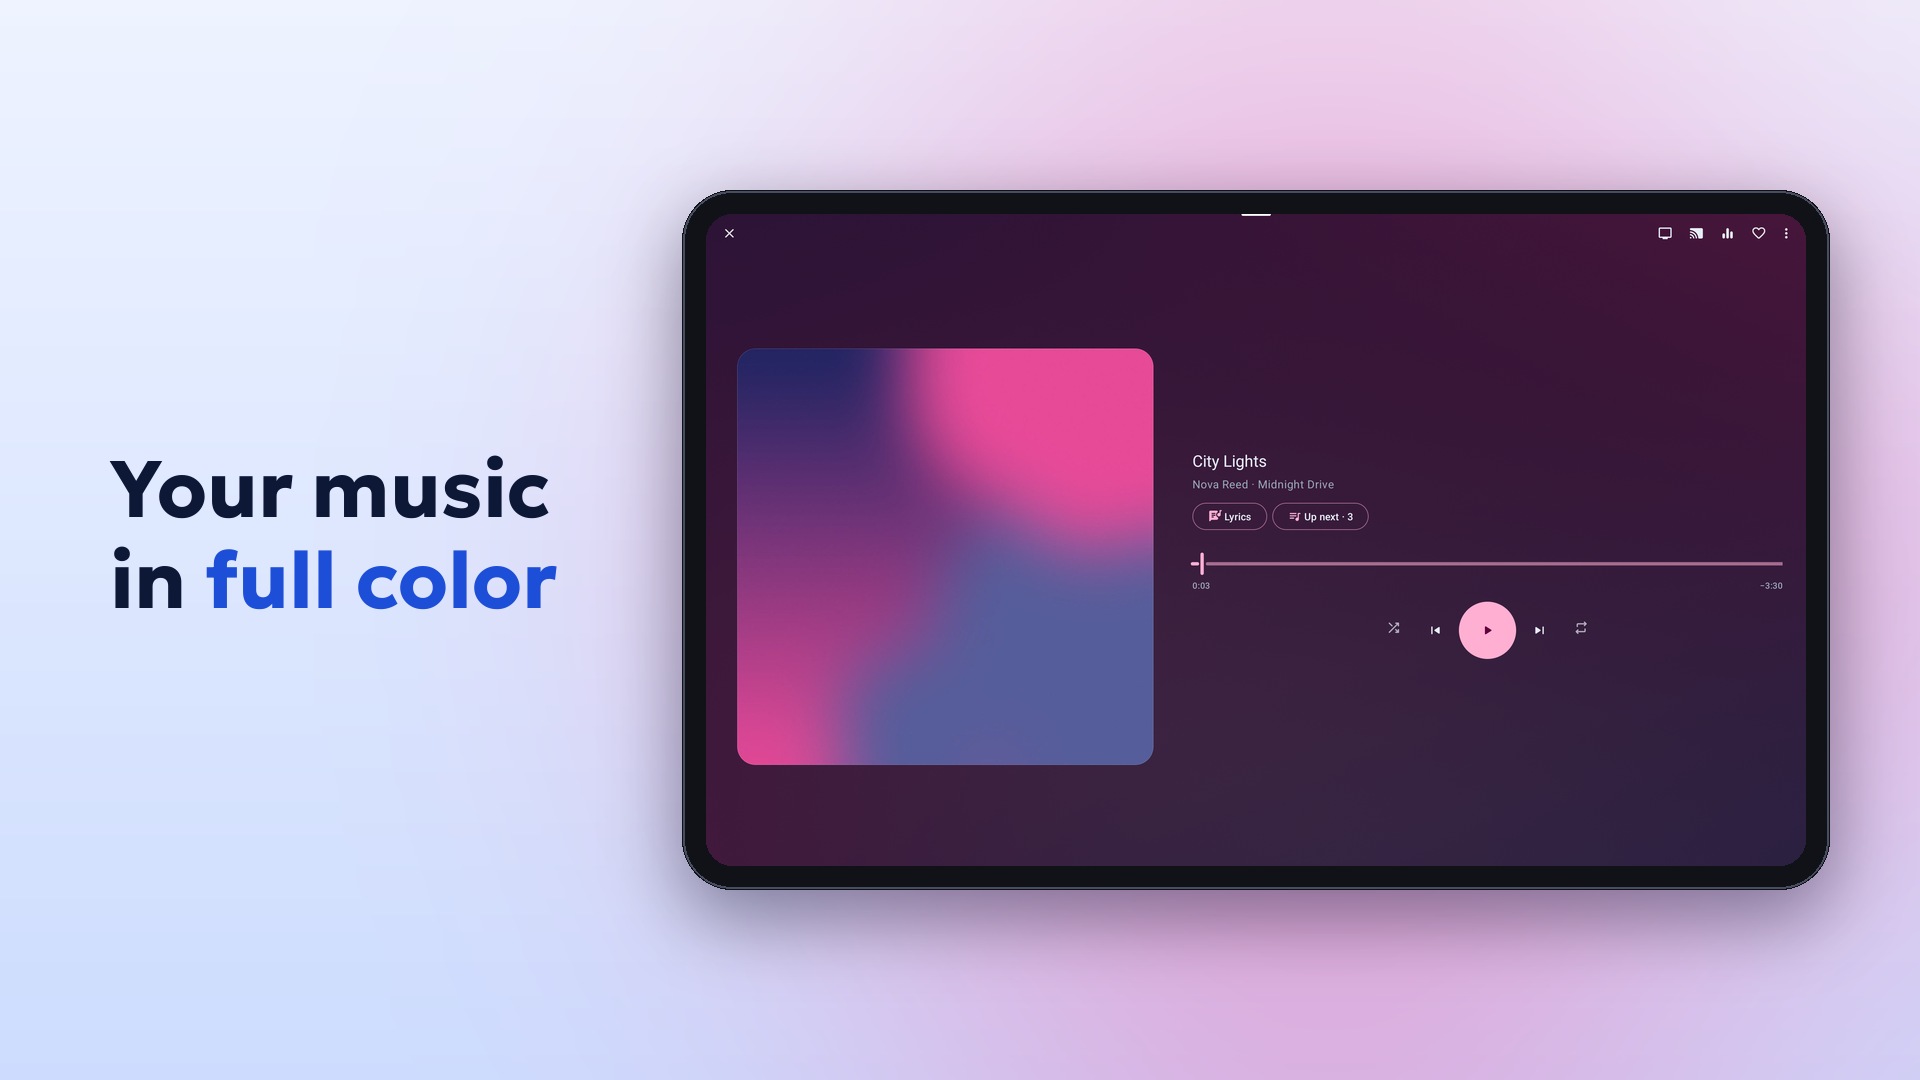 Your music
in full color
City Lights
Nova Reed · Midnight Drive
Lyrics
Up next · 3
0:03
−3:30